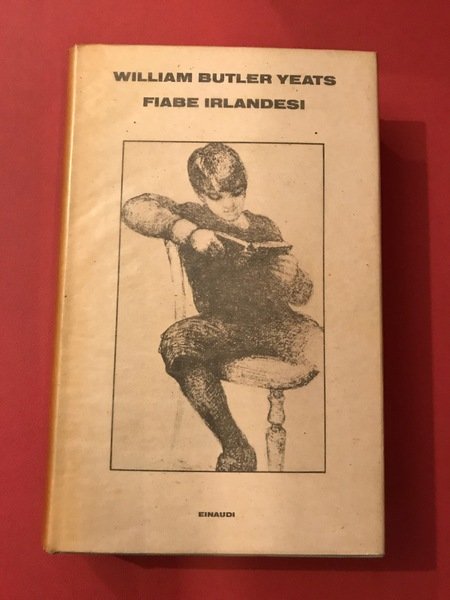 WILLIAM BUTLER YEATS
FIABE IRLANDESI
EINAUDI